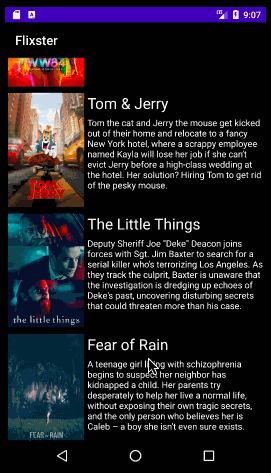 9:07
Flixster
WW84
Tom & Jerry
Tom the cat and Jerry the mouse get kicked
out of their home and relocate to a fancy
New York hotel, where a scrappy employee
named Kayla will lose her job if she can't
evict Jerry before a high-class wedding at
the hotel. Her solution? Hiring Tom to get rid
of the pesky mouse.
TOM JERRY
The Little Things
Deputy Sheriff Joe "Deke" Deacon joins
forces with Sgt. Jim Baxter to search for a
serial killer who's terrorizing Los Angeles. As
they track the culprit, Baxter is unaware that
the investigation is dredging up echoes of
Deke's past, uncovering disturbing secrets
that could threaten more than his case.
the little things
Fear of Rain
A teenage girl living with schizophrenia
begins to suspect her neighbor has
kidnapped a child. Her parents try
desperately to help her live a normal life,
without exposing their own tragic secrets,
and the only person who believes her is
Caleb – a boy she isn't even sure exists.
FEAR OF RAIN